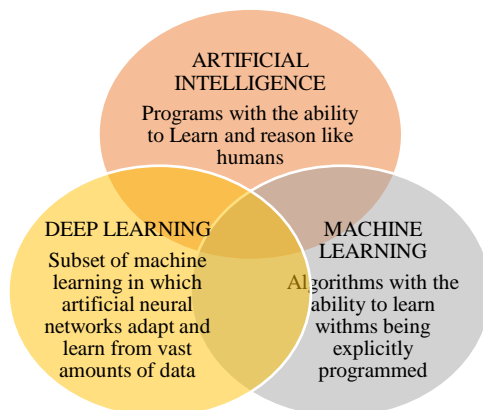 ARTIFICIAL
INTELLIGENCE
Programs with the ability
to Learn and reason like
humans
DEEP LEARNING
Subset of machine
learning in which
artificial neural
networks adapt and
learn from vast
amounts of data
MACHINE
LEARNING
Algorithms with the
ability to learn
withms being
explicitly
programmed